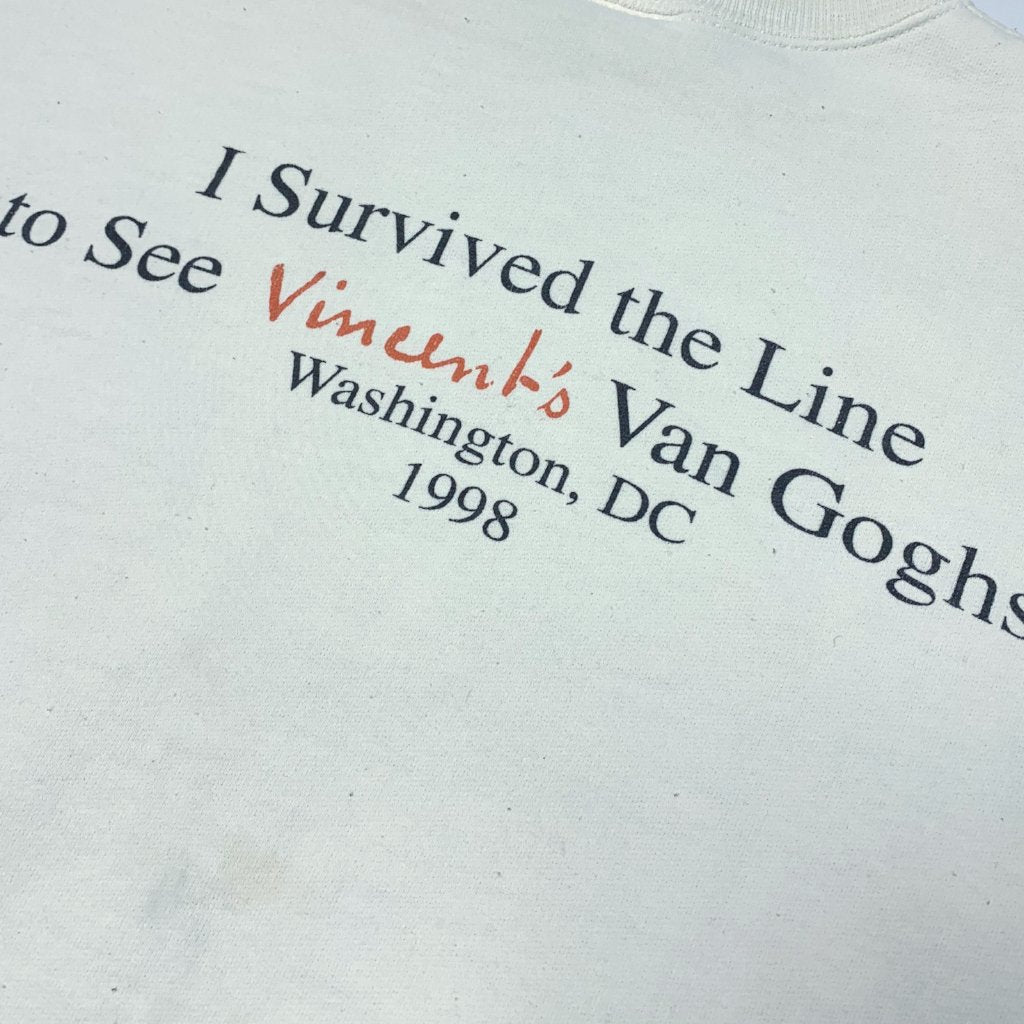 I Survived the Line
to See Vincent's Van Goghs
Washington, DC
1998